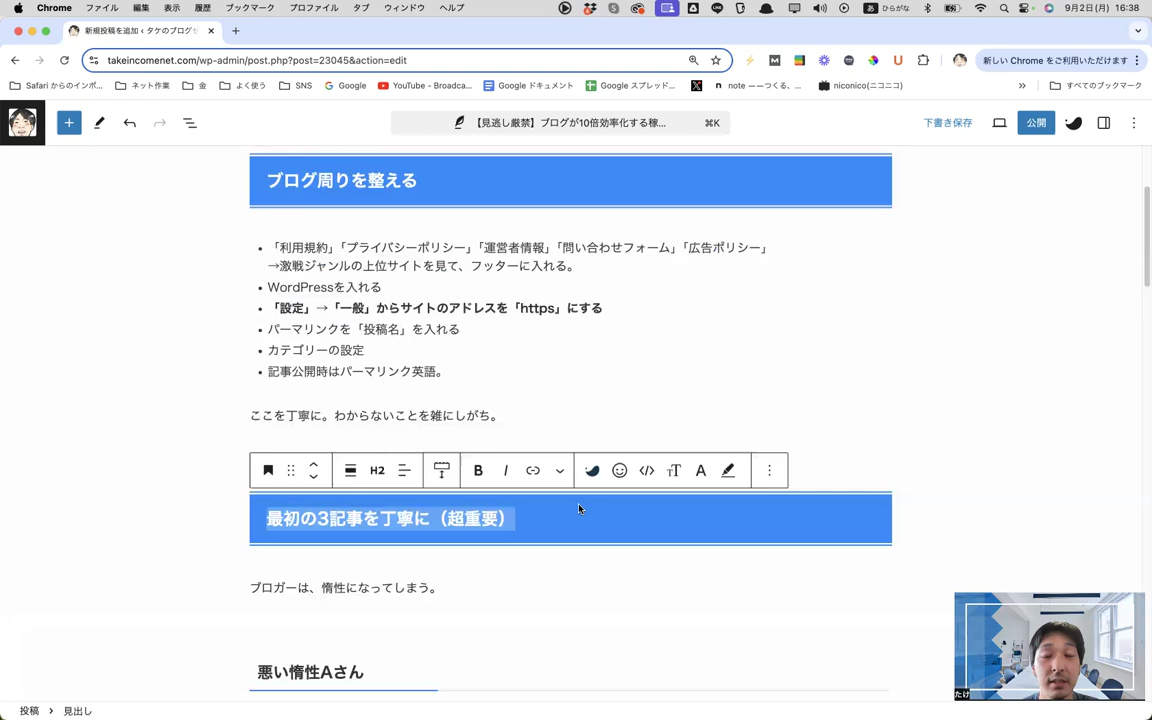 Chrome ファイル 編集 表示 履歴 ブックマーク プロファイル タブ ウィンドウ ヘルプ
あ ひらがな 9月2日(月) 16:38
新規投稿を追加 ‹ タケのブログ
takeincomenet.com/wp-admin/post.php?post=23045&action=edit
新しい Chrome をご利用いただけます
Safari からのインポ... ネット作業 金 よく使う SNS Google YouTube - Broadca... Google ドキュメント Google スプレッド... note ーーつくる、... niconico(ニコニコ) » すべてのブックマーク
【見逃し厳禁】ブログが10倍効率化する稼... ⌘K 下書き保存 公開
ブログ周りを整える
• 「利用規約」「プライバシーポリシー」「運営者情報」「問い合わせフォーム」「広告ポリシー」
→激戦ジャンルの上位サイトを見て、フッターに入れる。
• WordPressを入れる
• 「設定」→「一般」からサイトのアドレスを「https」にする
• パーマリンクを「投稿名」を入れる
• カテゴリーの設定
• 記事公開時はパーマリンク英語。
ここを丁寧に。わからないことを雑にしがち。
H2 B I A
最初の3記事を丁寧に（超重要）
ブロガーは、惰性になってしまう。
悪い惰性Aさん
たけ
投稿 › 見出し